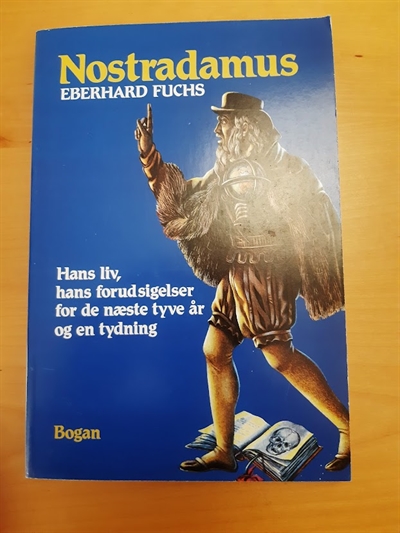 Nostradamus
EBERHARD FUCHS
Hans liv,
hans forudsigelser
for de næste tyve år
og en tydning
Bogan